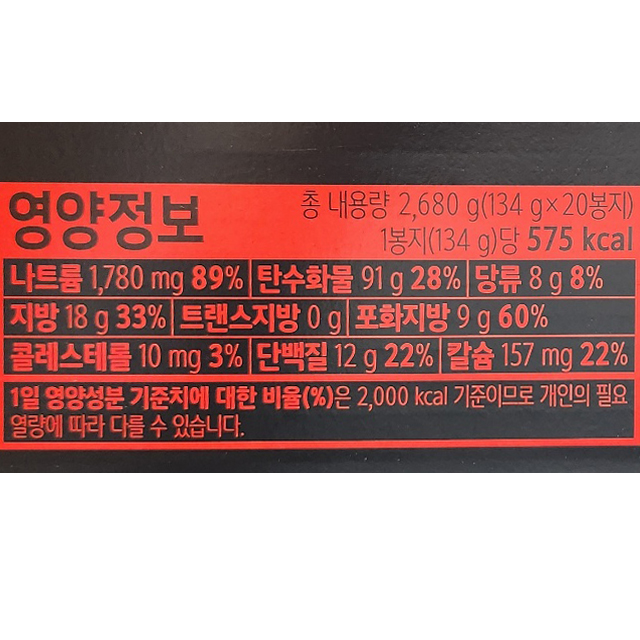 영양정보
총 내용량 2,680 g(134 g×20봉지)
1봉지(134 g)당 575 kcal
나트륨 1,780 mg 89% 탄수화물 91 g 28% 당류 8 g 8%
지방 18 g 33% 트랜스지방 0 g 포화지방 9 g 60%
콜레스테롤 10 mg 3% 단백질 12 g 22% 칼슘 157 mg 22%
1일 영양성분 기준치에 대한 비율(%)은 2,000 kcal 기준이므로 개인의 필요
열량에 따라 다를 수 있습니다.